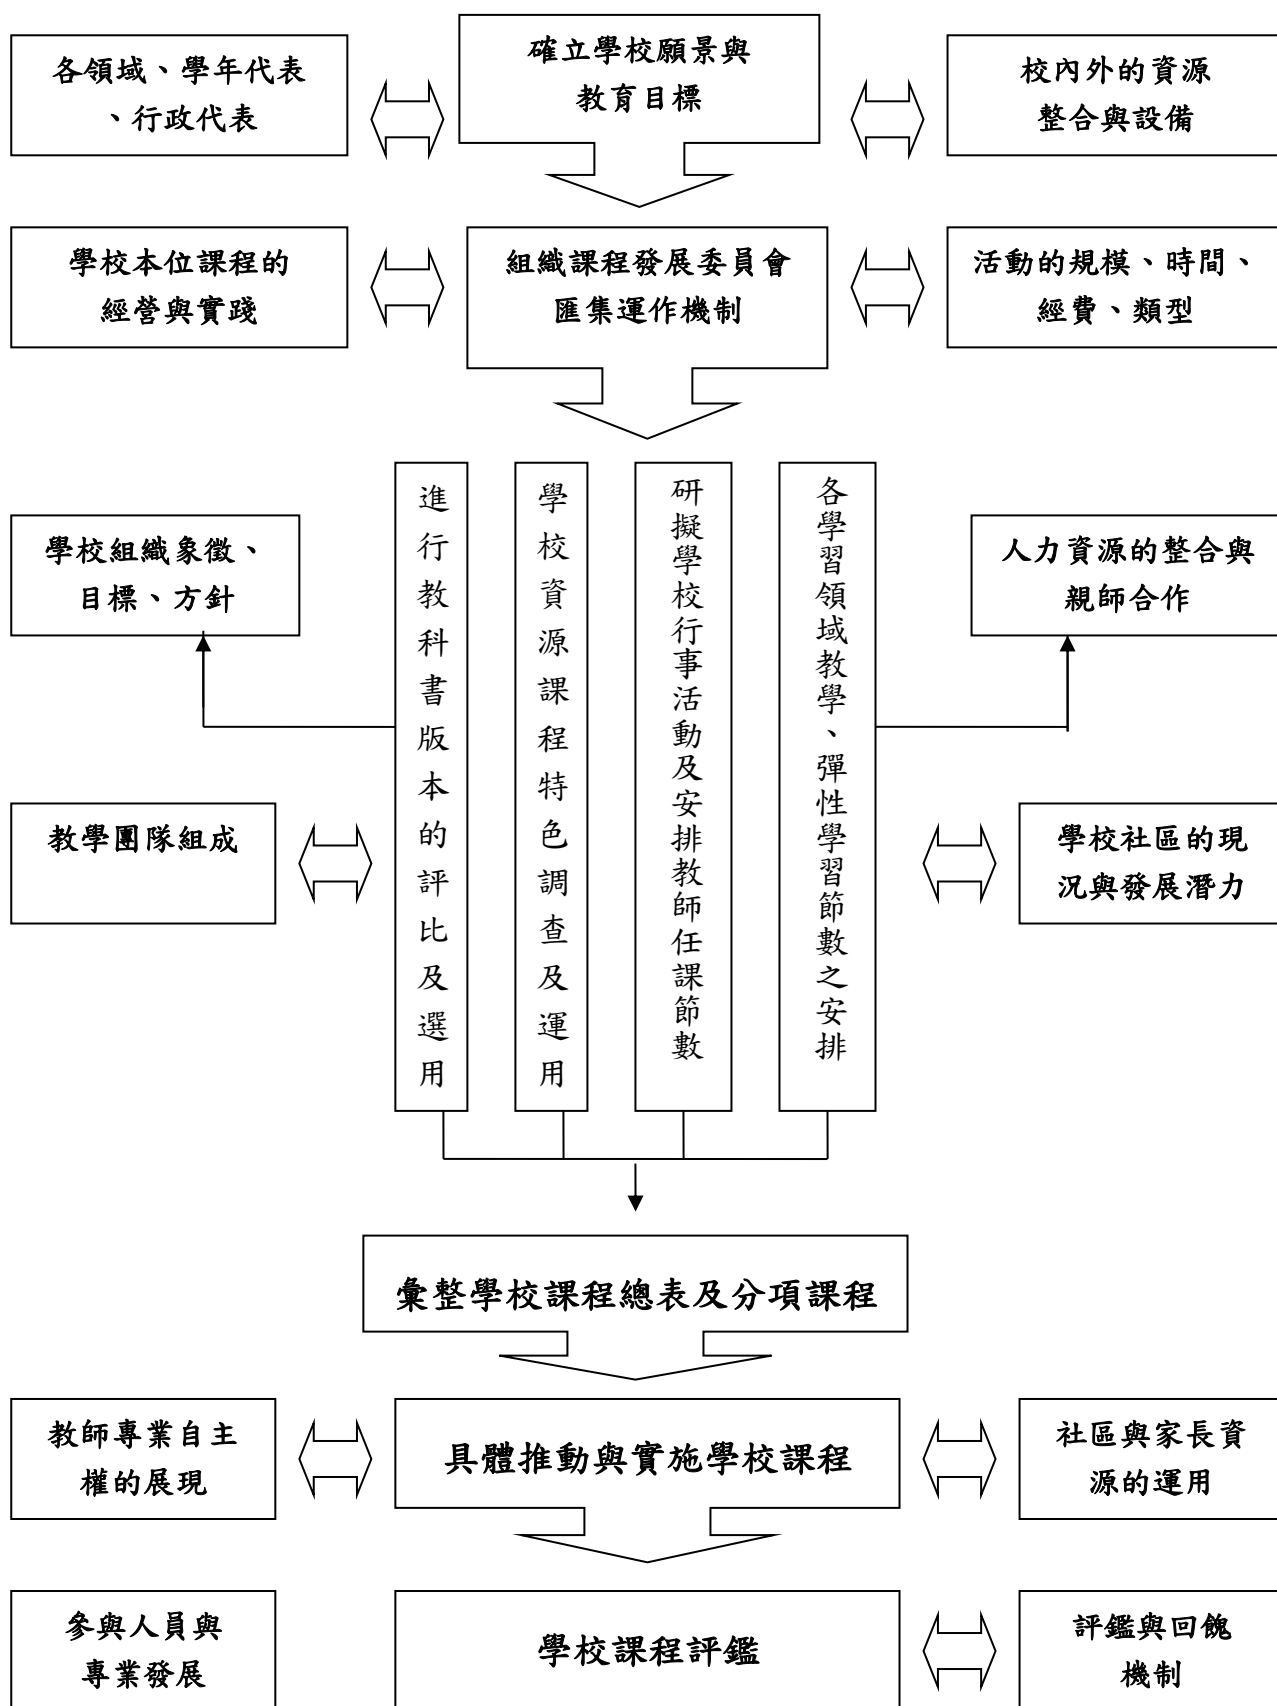 各領域、學年代表
、行政代表
確立學校願景與
教育目標
校內外的資源
整合與設備
學校本位課程的
經營與實踐
組織課程發展委員會
匯集運作機制
活動的規模、時間、
經費、類型
學校組織象徵、
目標、方針
進行教科書版本的評比及選用
學校資源課程特色調查及運用
研擬學校行事活動及安排教師任課節數
各學習領域教學、彈性學習節數之安排
人力資源的整合與
親師合作
教學團隊組成
學校社區的現
況與發展潛力
彙整學校課程總表及分項課程
教師專業自主
權的展現
具體推動與實施學校課程
社區與家長資
源的運用
參與人員與
專業發展
學校課程評鑑
評鑑與回餽
機制